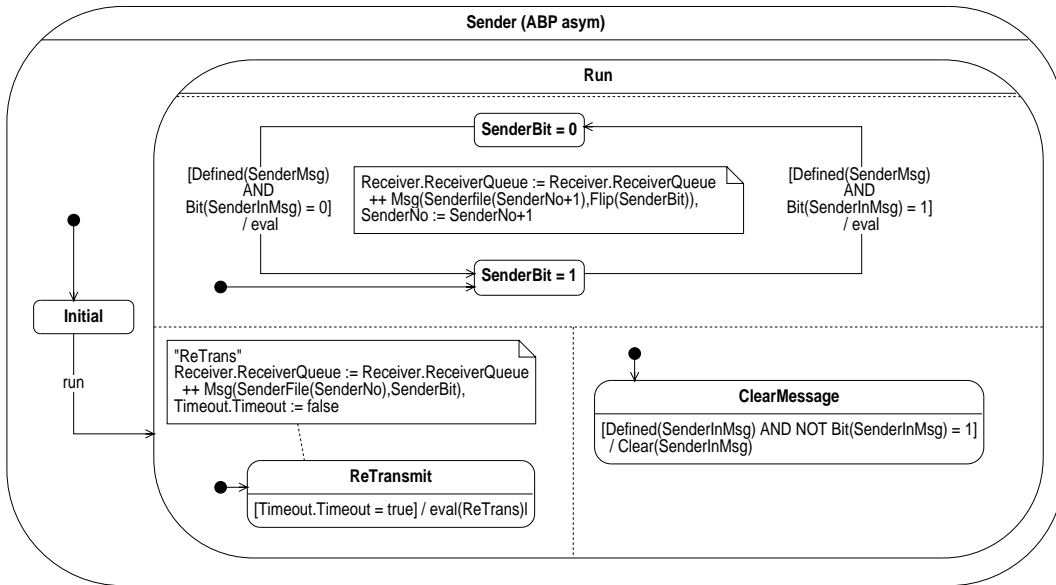 Sender (ABP asym)
Run
SenderBit = 0
[Defined(SenderMsg)
AND
Bit(SenderInMsg) = 0]
/ eval
Receiver.ReceiverQueue := Receiver.ReceiverQueue
++ Msg(Senderfile(SenderNo+1),Flip(SenderBit)),
SenderNo := SenderNo+1
[Defined(SenderMsg)
AND
Bit(SenderInMsg) = 1]
/ eval
SenderBit = 1
Initial
run
"ReTrans"
Receiver.ReceiverQueue := Receiver.ReceiverQueue
++ Msg(SenderFile(SenderNo),SenderBit),
Timeout.Timeout := false
ReTransmit
[Timeout.Timeout = true] / eval(ReTrans)l
ClearMessage
[Defined(SenderInMsg) AND NOT Bit(SenderInMsg) = 1]
/ Clear(SenderInMsg)